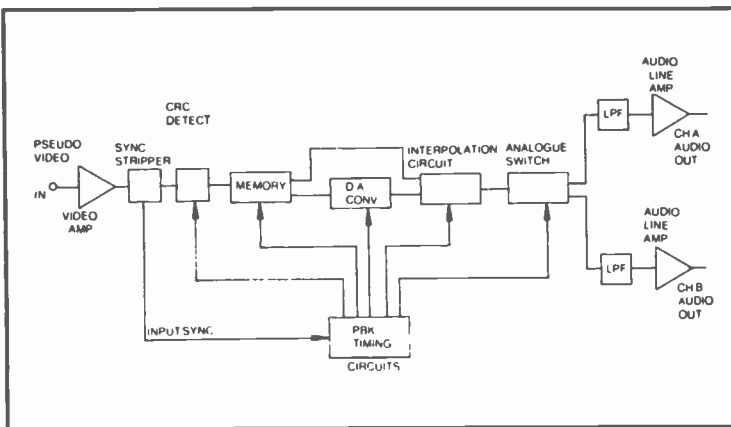 PSEUDO
VIDEO
IN
VIDEO
AMP
SYNC
STRIPPER
CRC
DETECT
MEMORY
D A
CONV
INTERPOLATION
CIRCUIT
ANALOGUE
SWITCH
LPF
AUDIO
LINE
AMP
CH A
AUDIO
OUT
LPF
AUDIO
LINE
AMP
CH B
AUDIO
OUT
INPUT SYNC
PBK
TIMING
CIRCUITS